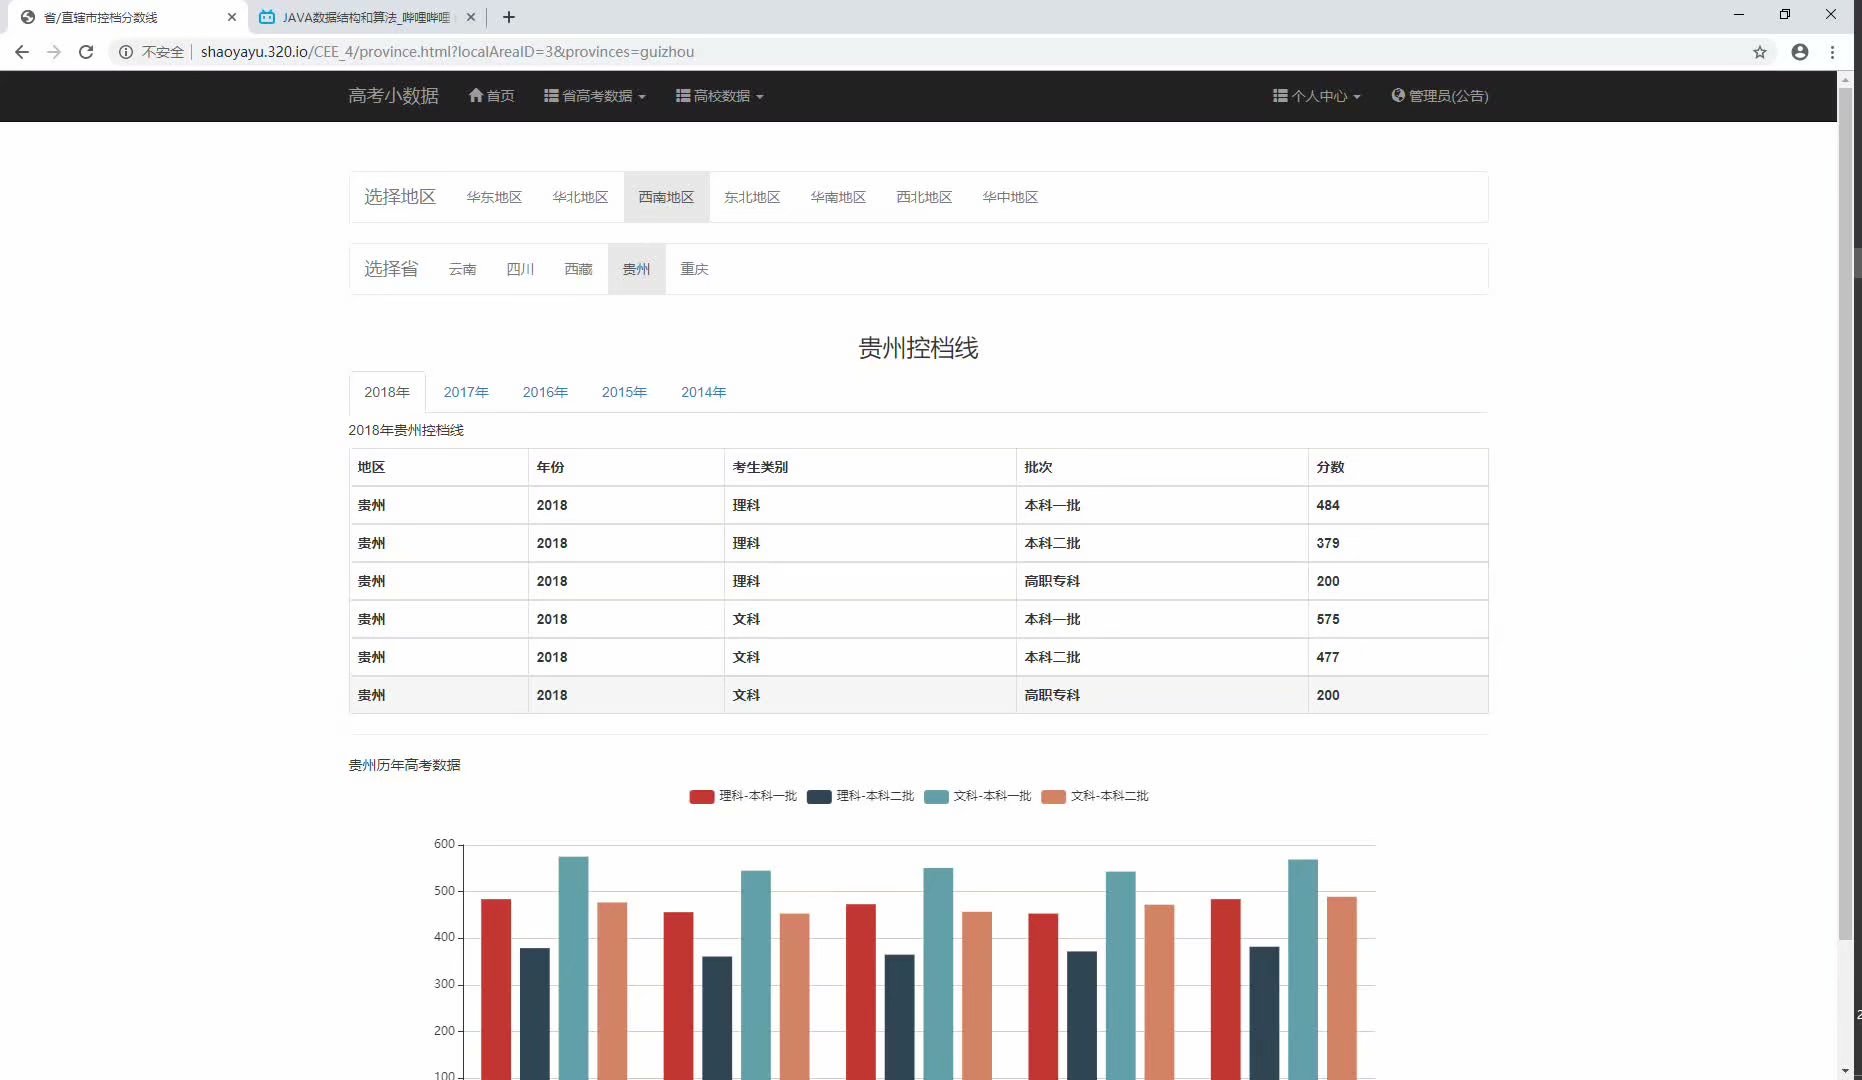 省/直辖市控档分数线
JAVA数据结构和算法_哔哩哔哩
不安全 shaoyayu.320.io/CEE_4/province.html?localAreaID=3&provinces=guizhou
高考小数据 首页 省高考数据 高校数据 个人中心 管理员(公告)
选择地区 华东地区 华北地区 西南地区 东北地区 华南地区 西北地区 华中地区
选择省 云南 四川 西藏 贵州 重庆
贵州控档线
2018年 2017年 2016年 2015年 2014年
2018年贵州控档线
地区 年份 考生类别 批次 分数
贵州 2018 理科 本科一批 484
贵州 2018 理科 本科二批 379
贵州 2018 理科 高职专科 200
贵州 2018 文科 本科一批 575
贵州 2018 文科 本科二批 477
贵州 2018 文科 高职专科 200
贵州历年高考数据
理科-本科一批 理科-本科二批 文科-本科一批 文科-本科二批
600
500
400
300
200
100